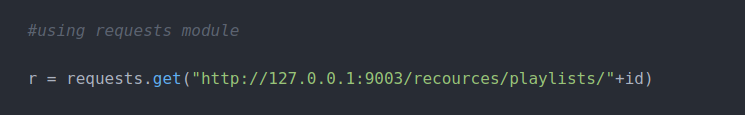 #using requests module
r = requests.get("http://127.0.0.1:9003/recources/playlists/"+id)